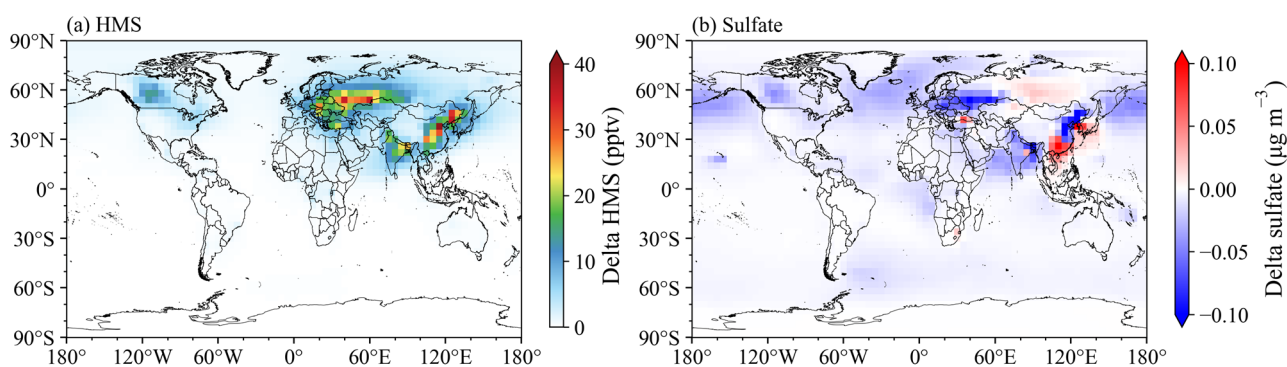 (a) HMS
90°N
60°N
30°N
0°
30°S
60°S
90°S
180° 120°W 60°W 0° 60°E 120°E 180°
40
30
20
10
0
Delta HMS (pptv)
(b) Sulfate
90°N
60°N
30°N
0°
30°S
60°S
90°S
180° 120°W 60°W 0° 60°E 120°E 180°
0.10
0.05
0.00
−0.05
−0.10
Delta sulfate (μg m⁻³)